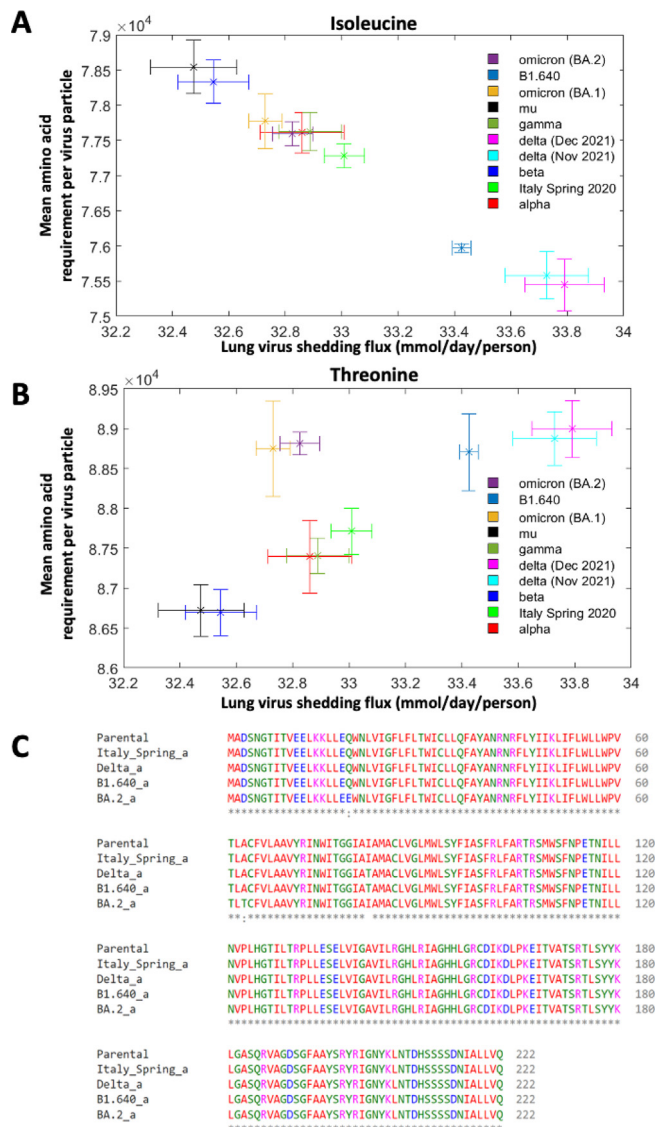 A
Isoleucine
×10⁴
7.9
7.85
7.8
7.75
7.7
7.65
7.6
7.55
7.5
Mean amino acid
requirement per virus particle
omicron (BA.2)
B1.640
omicron (BA.1)
mu
gamma
delta (Dec 2021)
delta (Nov 2021)
beta
Italy Spring 2020
alpha
32.2 32.4 32.6 32.8 33 33.2 33.4 33.6 33.8 34
Lung virus shedding flux (mmol/day/person)
B
Threonine
×10⁴
8.95
8.9
8.85
8.8
8.75
8.7
8.65
8.6
Mean amino acid
requirement per virus particle
omicron (BA.2)
B1.640
omicron (BA.1)
mu
gamma
delta (Dec 2021)
delta (Nov 2021)
beta
Italy Spring 2020
alpha
32.2 32.4 32.6 32.8 33 33.2 33.4 33.6 33.8 34
Lung virus shedding flux (mmol/day/person)
C
Parental MADSNGTITVEELKKLLEQWNLVIGFLFLTWICLLQFAYANRNRFLYIIKLIFLWLLWPV 60
Italy_Spring_a MADSNGTITVEELKKLLEQWNLVIGFLFLTWICLLQFAYANRNRFLYIIKLIFLWLLWPV 60
Delta_a MADSNGTITVEELKKLLEQWNLVIGFLFLTWICLLQFAYANRNRFLYIIKLIFLWLLWPV 60
B1.640_a MADSNGTITVEELKKLLEQWNLVIGFLFLTWICLLQFAYANRNRFLYIIKLIFLWLLWPV 60
BA.2_a MADSNGTITVEELKKLLEEWNLVIGFLFLTWICLLQFAYANRNRFLYIIKLIFLWLLWPV 60
******************:*****************************************
Parental TLACFVLAAVYRINWITGGIAIAMACLVGLMWLSYFIASFRLFARTRSMWSFNPETNILL 120
Italy_Spring_a TLACFVLAAVYRINWITGGIAIAMACLVGLMWLSYFIASFRLFARTRSMWSFNPETNILL 120
Delta_a TLACFVLAAVYRINWITGGIATAMACLVGLMWLSYFIASFRLFARTRSMWSFNPETNILL 120
B1.640_a TLACFVLAAVYRINWITGGIATAMACLVGLMWLSYFIASFRLFARTRSMWSFNPETNILL 120
BA.2_a TLTCFVLAAVYRINWITGGIAIAMACLVGLMWLSYFIASFRLFARTRSMWSFNPETNILL 120
**:****************** **************************************
Parental NVPLHGTILTRPLLESELVIGAVILRGHLRIAGHHLGRCDIKDLPKEITVATSRTLSYYK 180
Italy_Spring_a NVPLHGTILTRPLLESELVIGAVILRGHLRIAGHHLGRCDIKDLPKEITVATSRTLSYYK 180
Delta_a NVPLHGTILTRPLLESELVIGAVILRGHLRIAGHHLGRCDIKDLPKEITVATSRTLSYYK 180
B1.640_a NVPLHGTILTRPLLESELVIGAVILRGHLRIAGHHLGRCDIKDLPKEITVATSRTLSYYK 180
BA.2_a NVPLHGTILTRPLLESELVIGAVILRGHLRIAGHHLGRCDIKDLPKEITVATSRTLSYYK 180
************************************************************
Parental LGASQRVAGDSGFAAYSRYRIGNYKLNTDHSSSSDNIALLVQ 222
Italy_Spring_a LGASQRVAGDSGFAAYSRYRIGNYKLNTDHSSSSDNIALLVQ 222
Delta_a LGASQRVAGDSGFAAYSRYRIGNYKLNTDHSSSSDNIALLVQ 222
B1.640_a LGASQRVAGDSGFAAYSRYRIGNYKLNTDHSSSSDNIALLVQ 222
BA.2_a LGASQRVAGDSGFAAYSRYRIGNYKLNTDHSSSSDNIALLVQ 222
******************************************